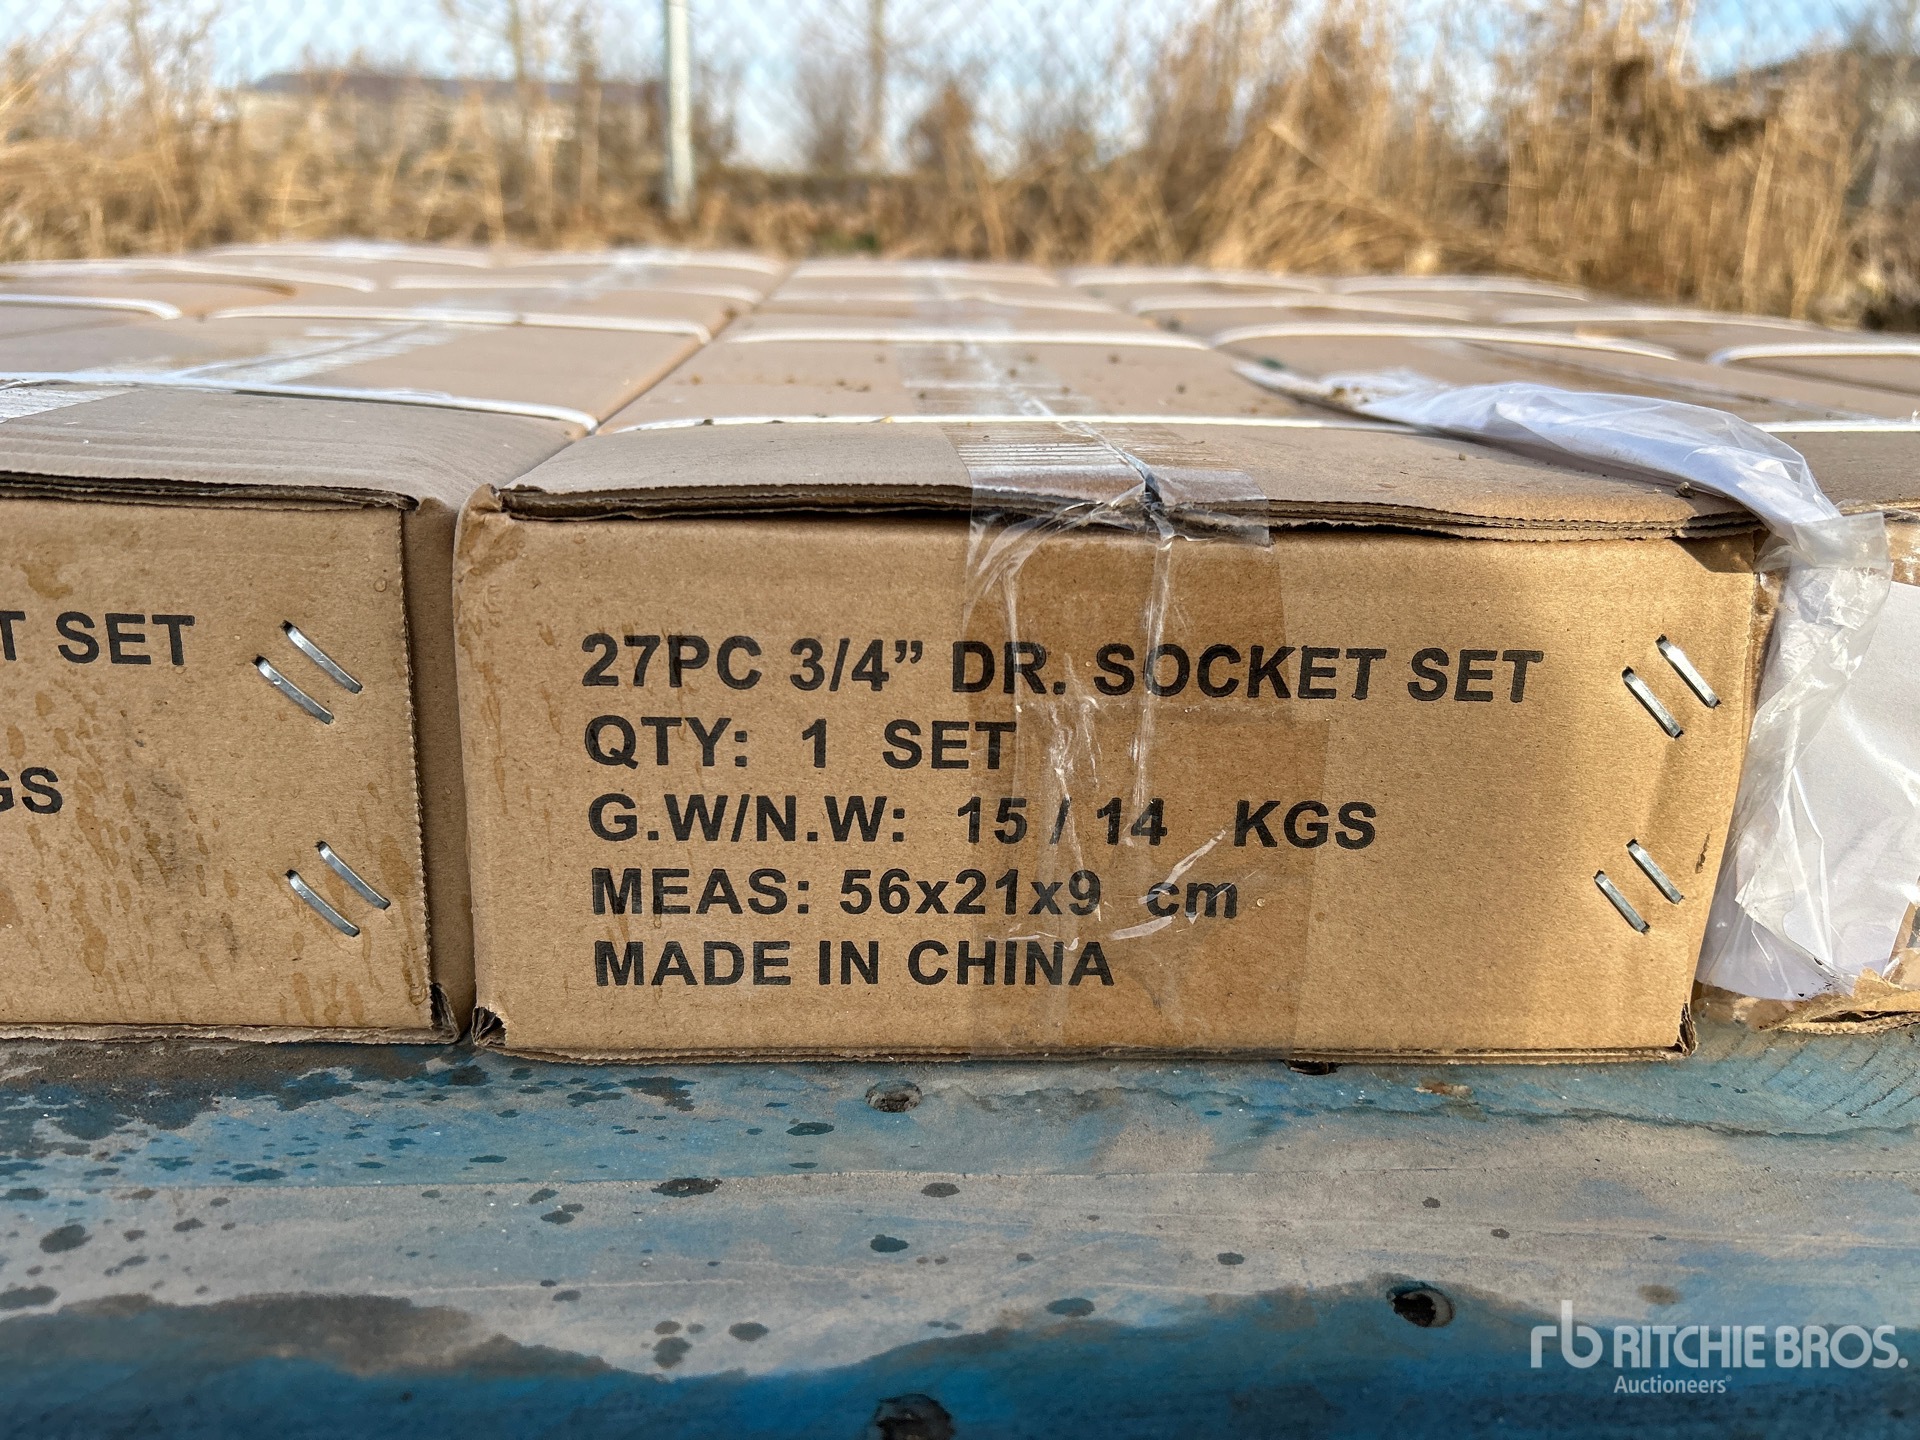 T SET
GS
27PC 3/4” DR. SOCKET SET
QTY: 1 SET
G.W/N.W: 15 / 14 KGS
MEAS: 56x21x9 cm
MADE IN CHINA
rb RITCHIE BROS.
Auctioneers